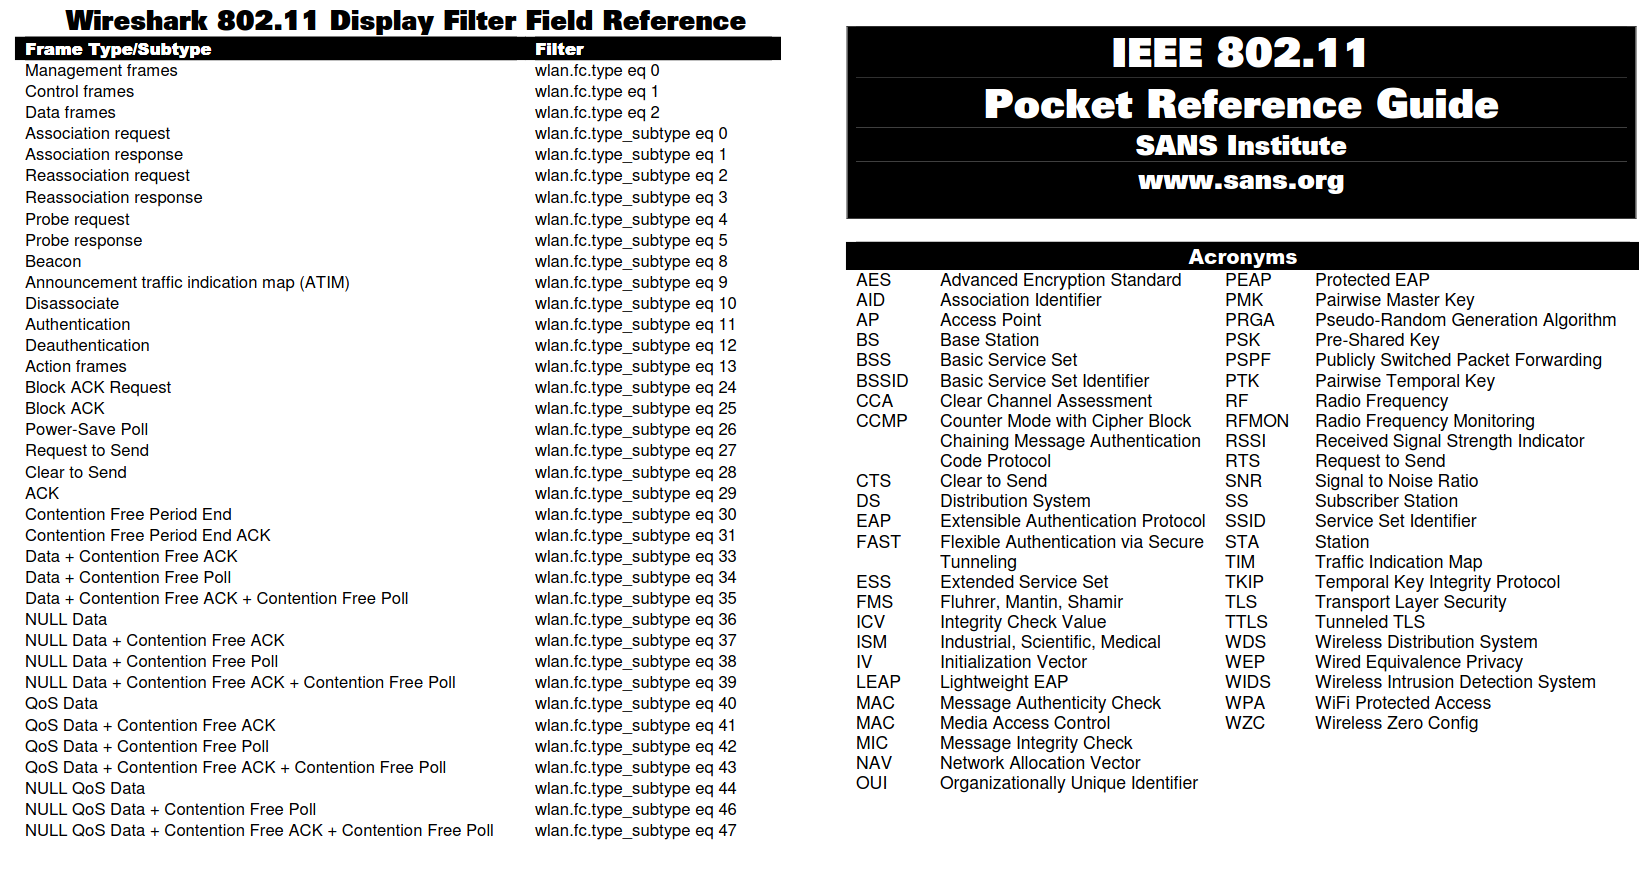 Wireshark 802.11 Display Filter Field Reference
Frame Type/Subtype Filter
Management frames wlan.fc.type eq 0
Control frames wlan.fc.type eq 1
Data frames wlan.fc.type eq 2
Association request wlan.fc.type_subtype eq 0
Association response wlan.fc.type_subtype eq 1
Reassociation request wlan.fc.type_subtype eq 2
Reassociation response wlan.fc.type_subtype eq 3
Probe request wlan.fc.type_subtype eq 4
Probe response wlan.fc.type_subtype eq 5
Beacon wlan.fc.type_subtype eq 8
Announcement traffic indication map (ATIM) wlan.fc.type_subtype eq 9
Disassociate wlan.fc.type_subtype eq 10
Authentication wlan.fc.type_subtype eq 11
Deauthentication wlan.fc.type_subtype eq 12
Action frames wlan.fc.type_subtype eq 13
Block ACK Request wlan.fc.type_subtype eq 24
Block ACK wlan.fc.type_subtype eq 25
Power-Save Poll wlan.fc.type_subtype eq 26
Request to Send wlan.fc.type_subtype eq 27
Clear to Send wlan.fc.type_subtype eq 28
ACK wlan.fc.type_subtype eq 29
Contention Free Period End wlan.fc.type_subtype eq 30
Contention Free Period End ACK wlan.fc.type_subtype eq 31
Data + Contention Free ACK wlan.fc.type_subtype eq 33
Data + Contention Free Poll wlan.fc.type_subtype eq 34
Data + Contention Free ACK + Contention Free Poll wlan.fc.type_subtype eq 35
NULL Data wlan.fc.type_subtype eq 36
NULL Data + Contention Free ACK wlan.fc.type_subtype eq 37
NULL Data + Contention Free Poll wlan.fc.type_subtype eq 38
NULL Data + Contention Free ACK + Contention Free Poll wlan.fc.type_subtype eq 39
QoS Data wlan.fc.type_subtype eq 40
QoS Data + Contention Free ACK wlan.fc.type_subtype eq 41
QoS Data + Contention Free Poll wlan.fc.type_subtype eq 42
QoS Data + Contention Free ACK + Contention Free Poll wlan.fc.type_subtype eq 43
NULL QoS Data wlan.fc.type_subtype eq 44
NULL QoS Data + Contention Free Poll wlan.fc.type_subtype eq 46
NULL QoS Data + Contention Free ACK + Contention Free Poll wlan.fc.type_subtype eq 47
IEEE 802.11
Pocket Reference Guide
SANS Institute
www.sans.org
Acronyms
AES Advanced Encryption Standard
AID Association Identifier
AP Access Point
BS Base Station
BSS Basic Service Set
BSSID Basic Service Set Identifier
CCA Clear Channel Assessment
CCMP Counter Mode with Cipher Block
Chaining Message Authentication
Code Protocol
CTS Clear to Send
DS Distribution System
EAP Extensible Authentication Protocol
FAST Flexible Authentication via Secure
Tunneling
ESS Extended Service Set
FMS Fluhrer, Mantin, Shamir
ICV Integrity Check Value
ISM Industrial, Scientific, Medical
IV Initialization Vector
LEAP Lightweight EAP
MAC Message Authenticity Check
MAC Media Access Control
MIC Message Integrity Check
NAV Network Allocation Vector
OUI Organizationally Unique Identifier
PEAP Protected EAP
PMK Pairwise Master Key
PRGA Pseudo-Random Generation Algorithm
PSK Pre-Shared Key
PSPF Publicly Switched Packet Forwarding
PTK Pairwise Temporal Key
RF Radio Frequency
RFMON Radio Frequency Monitoring
RSSI Received Signal Strength Indicator
RTS Request to Send
SNR Signal to Noise Ratio
SS Subscriber Station
SSID Service Set Identifier
STA Station
TIM Traffic Indication Map
TKIP Temporal Key Integrity Protocol
TLS Transport Layer Security
TTLS Tunneled TLS
WDS Wireless Distribution System
WEP Wired Equivalence Privacy
WIDS Wireless Intrusion Detection System
WPA WiFi Protected Access
WZC Wireless Zero Config